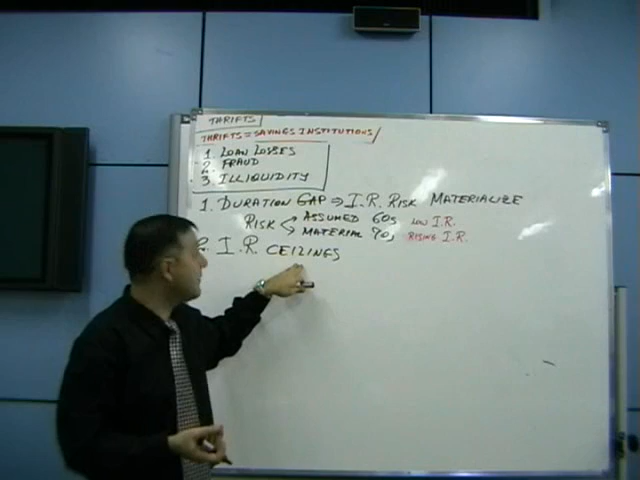 THRIFTS
THRIFTS = SAVINGS INSTITUTIONS
1. LOAN LOSSES
2. FRAUD
3. ILLIQUIDITY
1. DURATION GAP ⇒ I.R. RISK MATERIALIZE
RISK ASSUMED 60s LOW I.R.
MATERIAL 70s RISING I.R.
2. I.R. CEILINGS